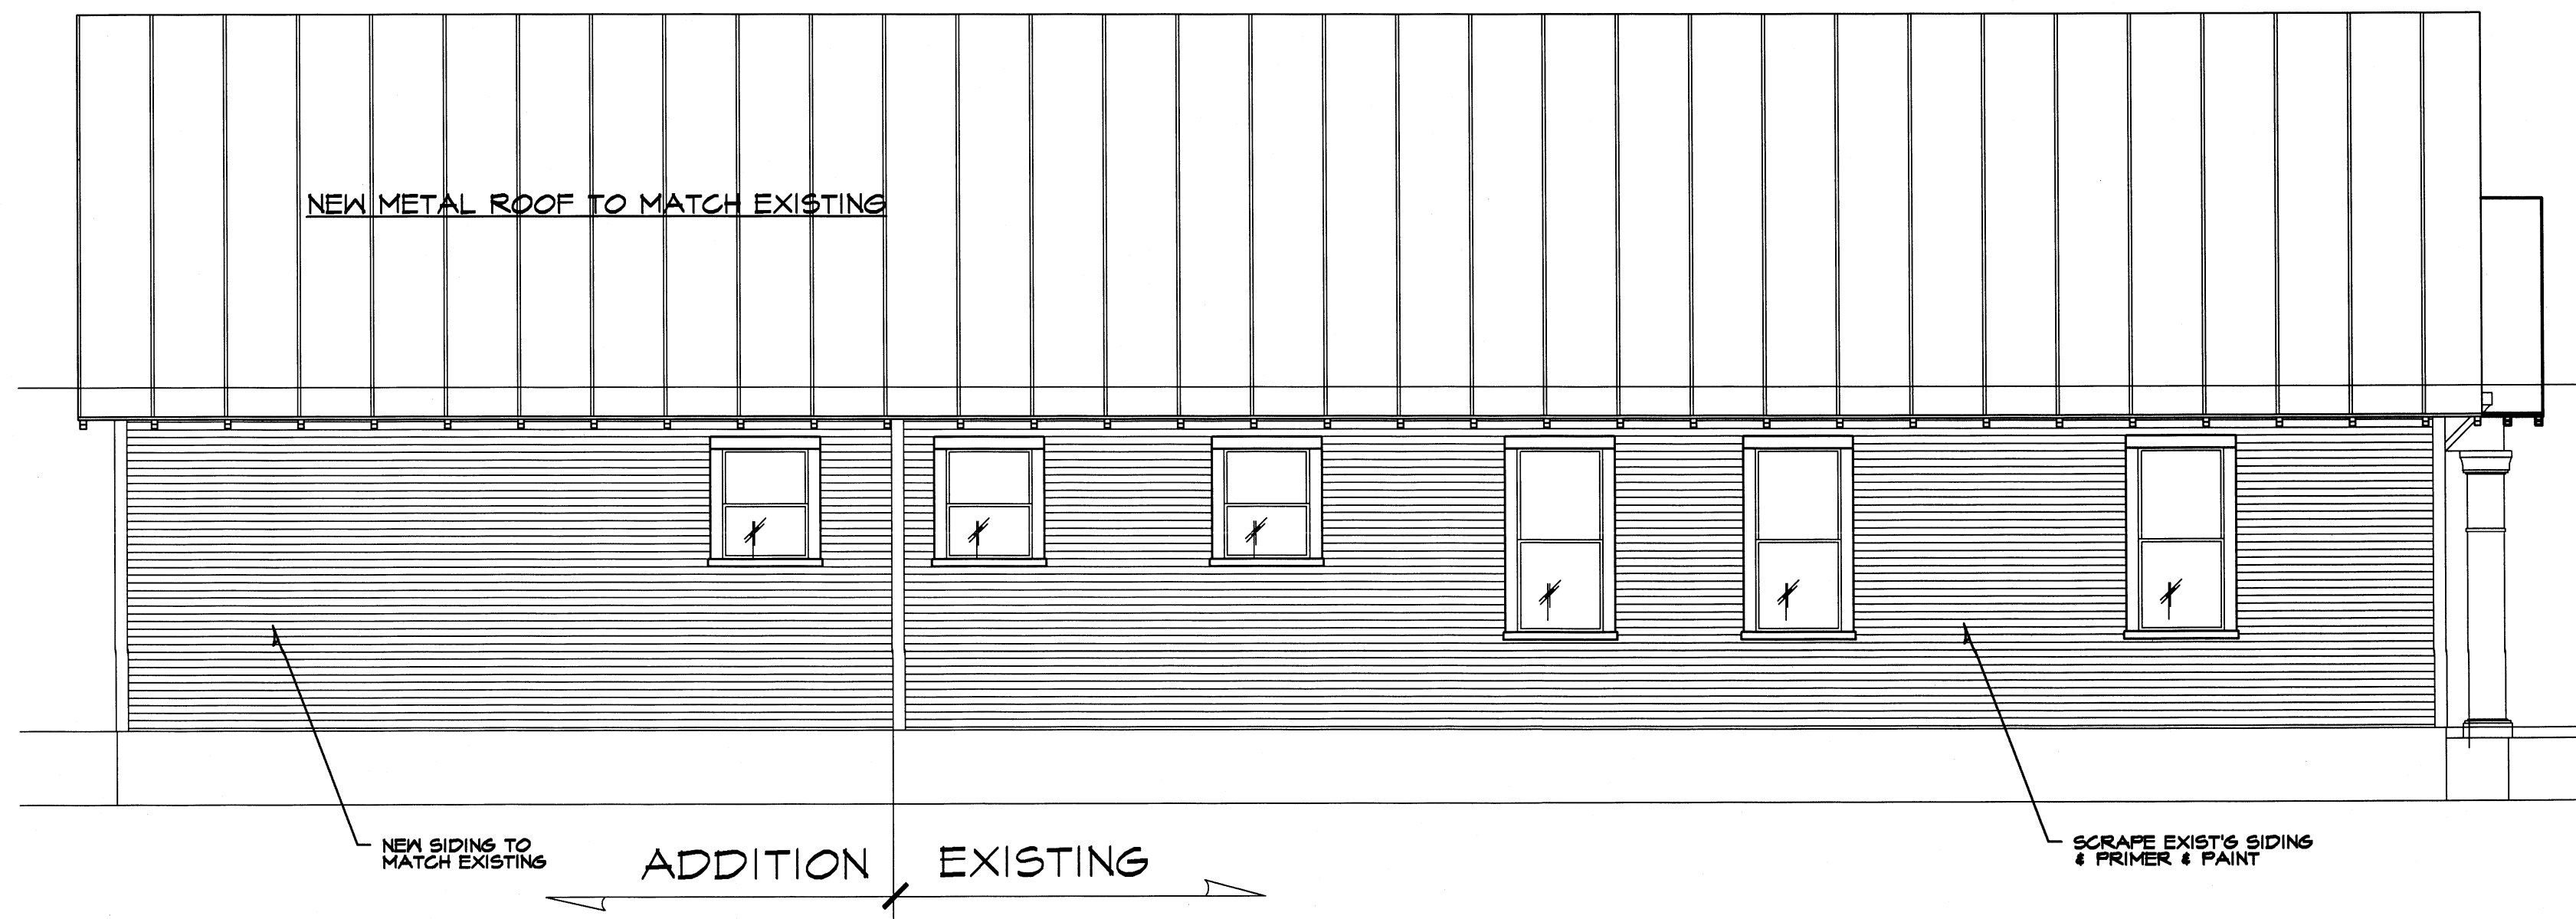 NEW METAL ROOF TO MATCH EXISTING
NEW SIDING TO
MATCH EXISTING
ADDITION
EXISTING
SCRAPE EXIST'G SIDING
& PRIMER & PAINT